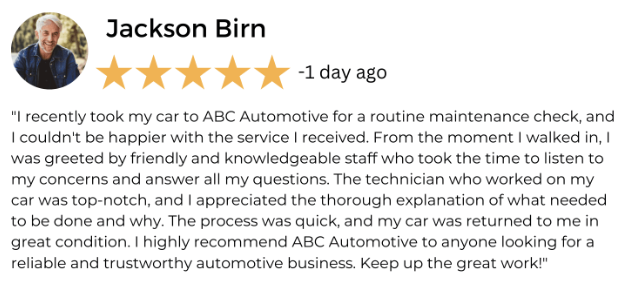 Jackson Birn
-1 day ago
"I recently took my car to ABC Automotive for a routine maintenance check, and
I couldn't be happier with the service I received. From the moment I walked in, I
was greeted by friendly and knowledgeable staff who took the time to listen to
my concerns and answer all my questions. The technician who worked on my
car was top-notch, and I appreciated the thorough explanation of what needed
to be done and why. The process was quick, and my car was returned to me in
great condition. I highly recommend ABC Automotive to anyone looking for a
reliable and trustworthy automotive business. Keep up the great work!"